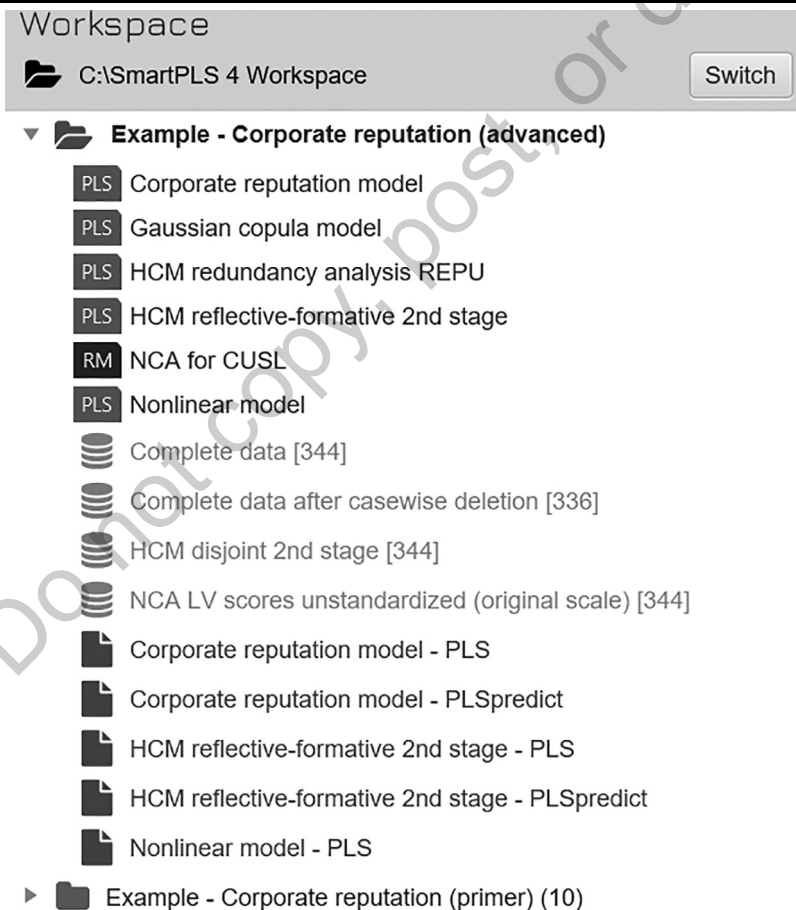 Workspace
C:\SmartPLS 4 Workspace
Switch
Example - Corporate reputation (advanced)
PLS Corporate reputation model
PLS Gaussian copula model
PLS HCM redundancy analysis REPU
PLS HCM reflective-formative 2nd stage
RM NCA for CUSL
PLS Nonlinear model
Complete data [344]
Complete data after casewise deletion [336]
HCM disjoint 2nd stage [344]
NCA LV scores unstandardized (original scale) [344]
Corporate reputation model - PLS
Corporate reputation model - PLSpredict
HCM reflective-formative 2nd stage - PLS
HCM reflective-formative 2nd stage - PLSpredict
Nonlinear model - PLS
Example - Corporate reputation (primer) (10)
Do not copy, post, or